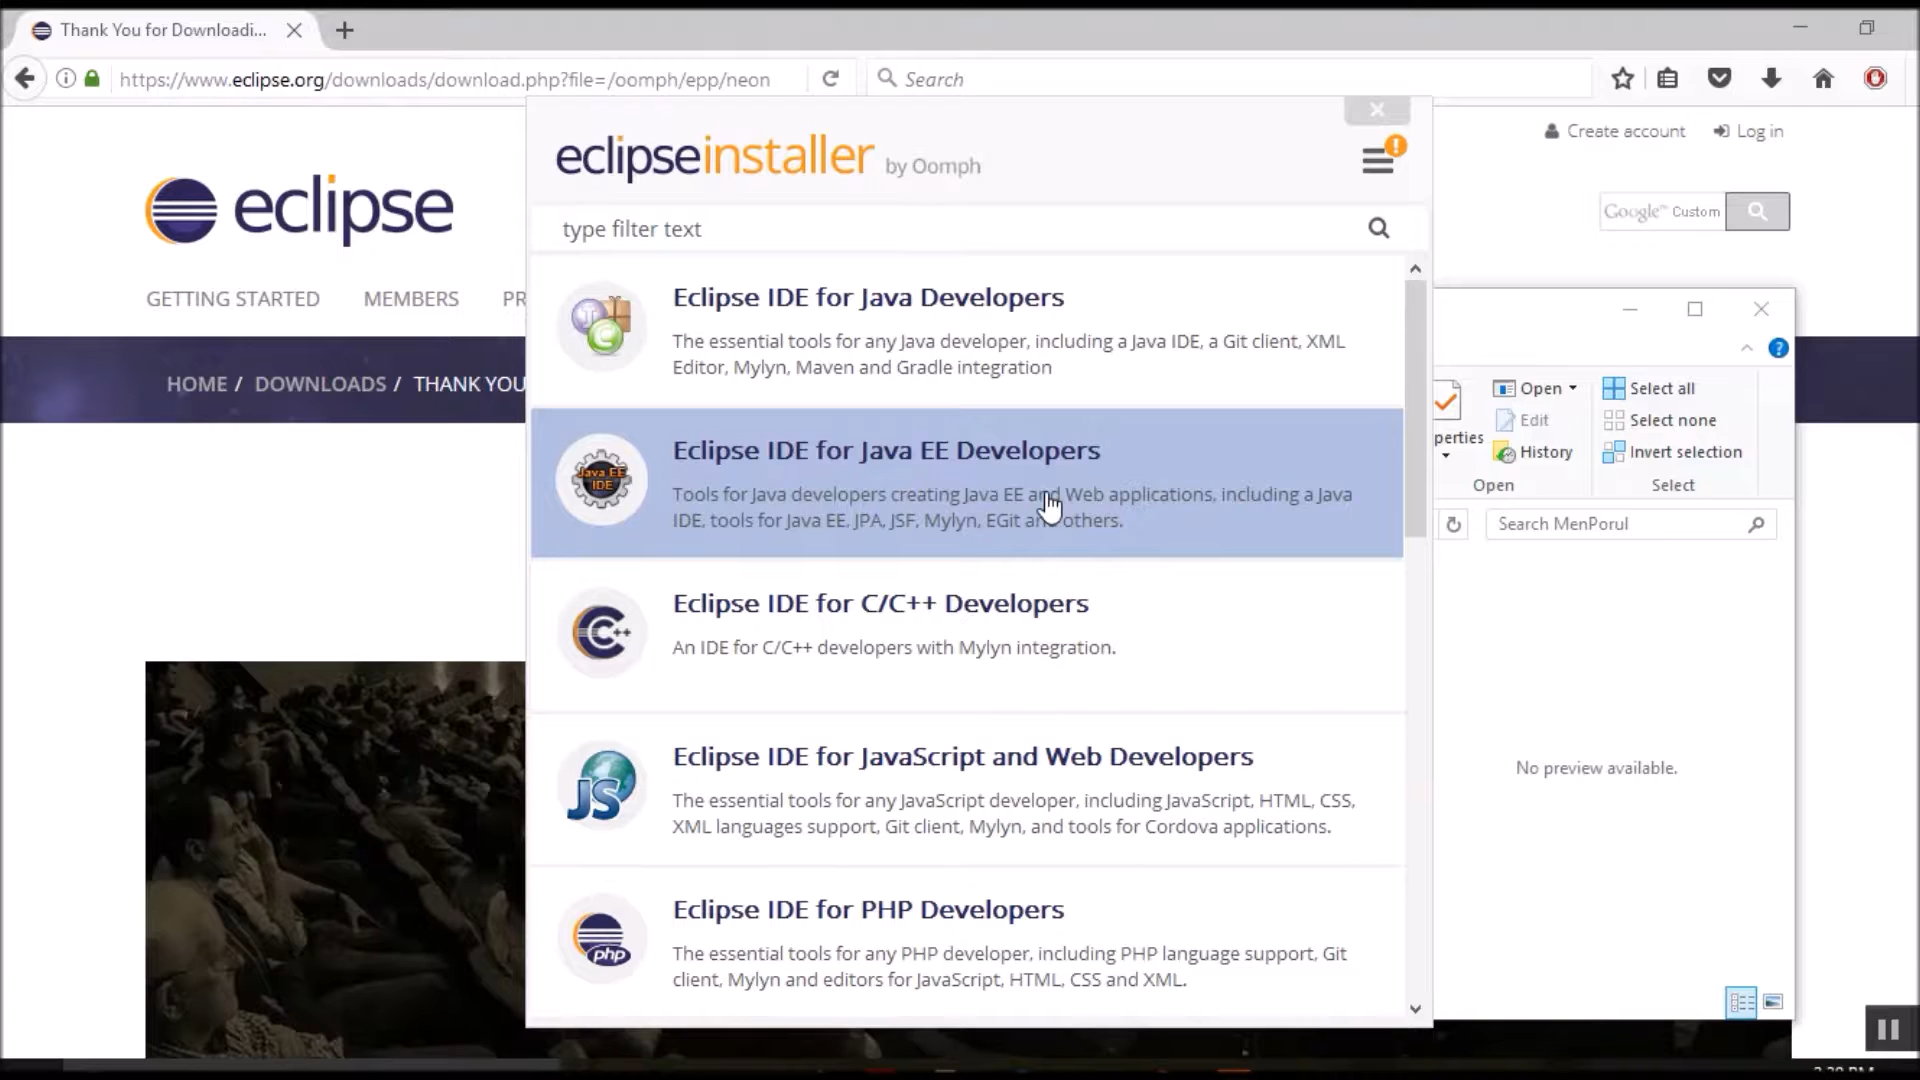 Thank You for Downloadi...
https://www.eclipse.org/downloads/download.php?file=/oomph/epp/neon
Search
Create account
Log in
eclipse
Google™ Custom
GETTING STARTED
MEMBERS
PR
HOME / DOWNLOADS / THANK YOU
eclipseinstaller by Oomph
!
type filter text
Eclipse IDE for Java Developers
The essential tools for any Java developer, including a Java IDE, a Git client, XML
Editor, Mylyn, Maven and Gradle integration
Java EE
IDE
Eclipse IDE for Java EE Developers
Tools for Java developers creating Java EE and Web applications, including a Java
IDE, tools for Java EE, JPA, JSF, Mylyn, EGit and others.
C++
Eclipse IDE for C/C++ Developers
An IDE for C/C++ developers with Mylyn integration.
JS
Eclipse IDE for JavaScript and Web Developers
The essential tools for any JavaScript developer, including JavaScript, HTML, CSS,
XML languages support, Git client, Mylyn, and tools for Cordova applications.
php
Eclipse IDE for PHP Developers
The essential tools for any PHP developer, including PHP language support, Git
client, Mylyn and editors for JavaScript, HTML, CSS and XML.
?
Open
Select all
Edit
Select none
perties
History
Invert selection
Open
Select
Search MenPorul
No preview available.